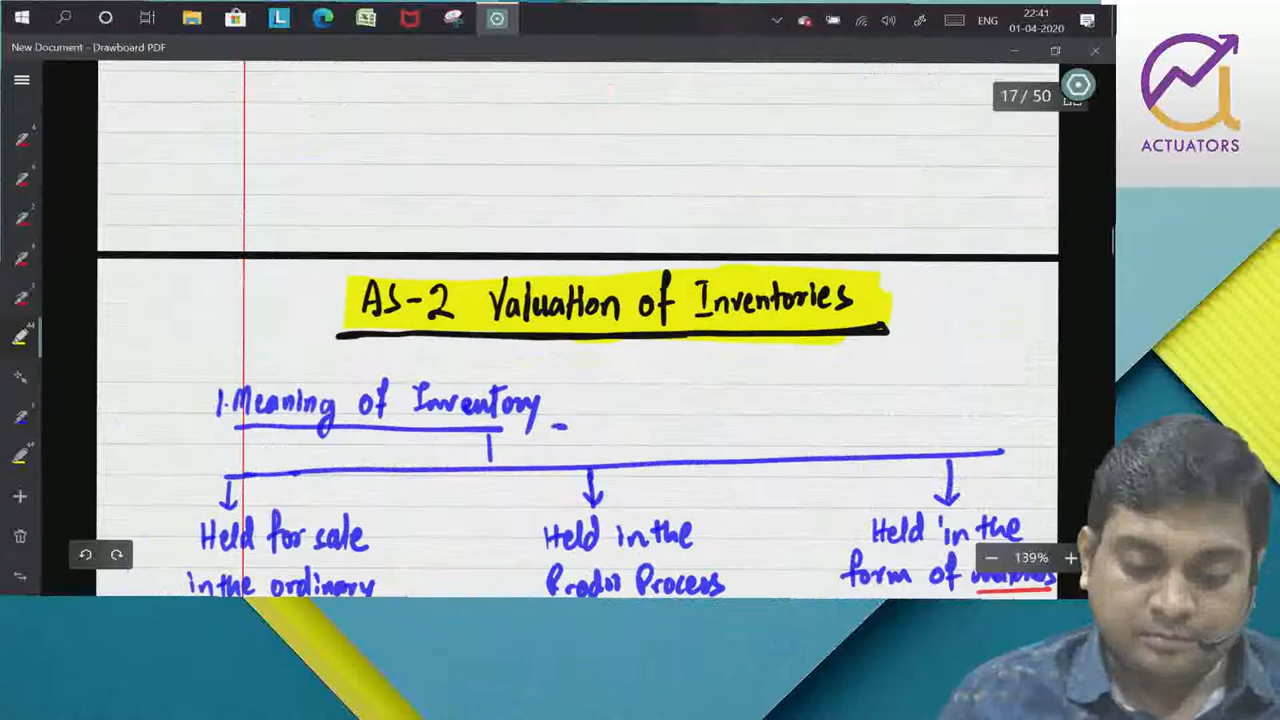 22:41
ENG
01-04-2020
New Document - Drawboard PDF
17 / 50
ACTUATORS
AS-2 Valuation of Inventories
1. Meaning of Inventory
Held for sale
in the ordinary
Held in the
Prodn Process
Held in the
form of
139%